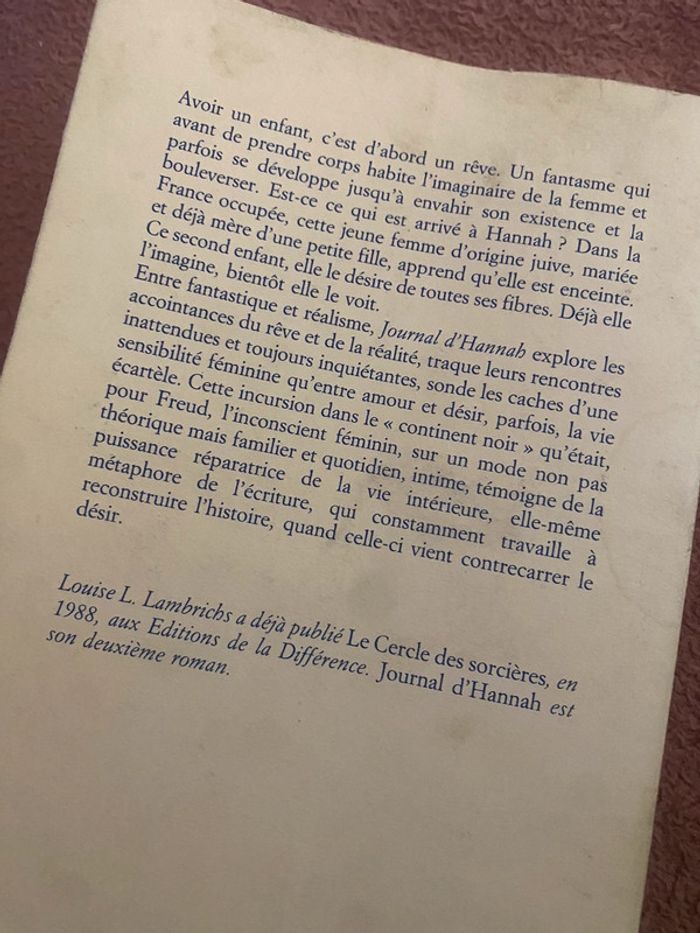 Avoir un enfant, c'est d'abord un rêve. Un fantasme qui
avant de prendre corps habite l'imaginaire de la femme et
parfois se développe jusqu'à envahir son existence et la
bouleverser. Est-ce ce qui est arrivé à Hannah ? Dans la
France occupée, cette jeune femme d'origine juive, mariée
et déjà mère d'une petite fille, apprend qu'elle est enceinte.
Ce second enfant, elle le désire de toutes ses fibres. Déjà elle
l'imagine, bientôt elle le voit.
Entre fantastique et réalisme, Journal d'Hannah explore les
accointances du rêve et de la réalité, traque leurs rencontres
inattendues et toujours inquiétantes, sonde les caches d'une
sensibilité féminine qu'entre amour et désir, parfois, la vie
écartèle. Cette incursion dans le « continent noir » qu'était,
pour Freud, l'inconscient féminin, sur un mode non pas
théorique mais familier et quotidien, intime, témoigne de la
puissance réparatrice de la vie intérieure, elle-même
métaphore de l'écriture, qui constamment travaille à
reconstruire l'histoire, quand celle-ci vient contrecarrer le
désir.
Louise L. Lambrichs a déjà publié Le Cercle des sorcières, en
1988, aux Editions de la Différence. Journal d'Hannah est
son deuxième roman.